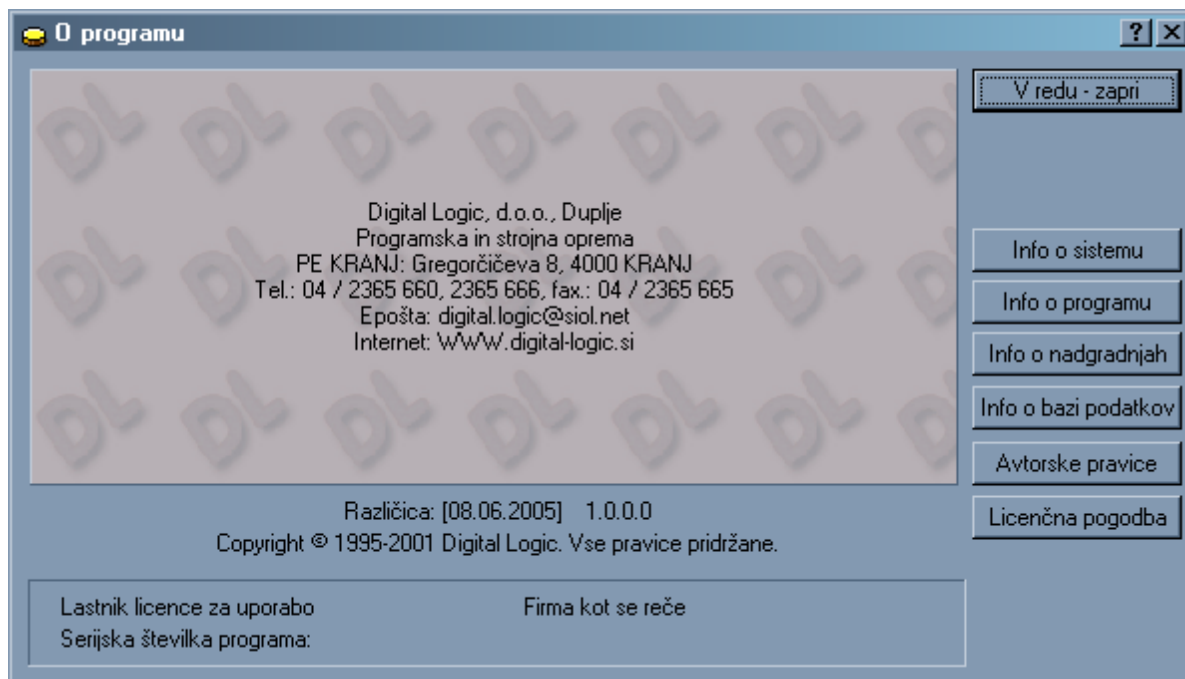 O programu
V redu - zapri
Digital Logic, d.o.o., Duplje
Programska in strojna oprema
PE KRANJ: Gregorčičeva 8, 4000 KRANJ
Tel.: 04 / 2365 660, 2365 666, fax.: 04 / 2365 665
Epošta: digital.logic@siol.net
Internet: WWW.digital-logic.si
Info o sistemu
Info o programu
Info o nadgradnjah
Info o bazi podatkov
Avtorske pravice
Licenčna pogodba
Različica: [08.06.2005] 1.0.0.0
Copyright © 1995-2001 Digital Logic. Vse pravice pridržane.
Lastnik licence za uporabo Firma kot se reče
Serijska številka programa: